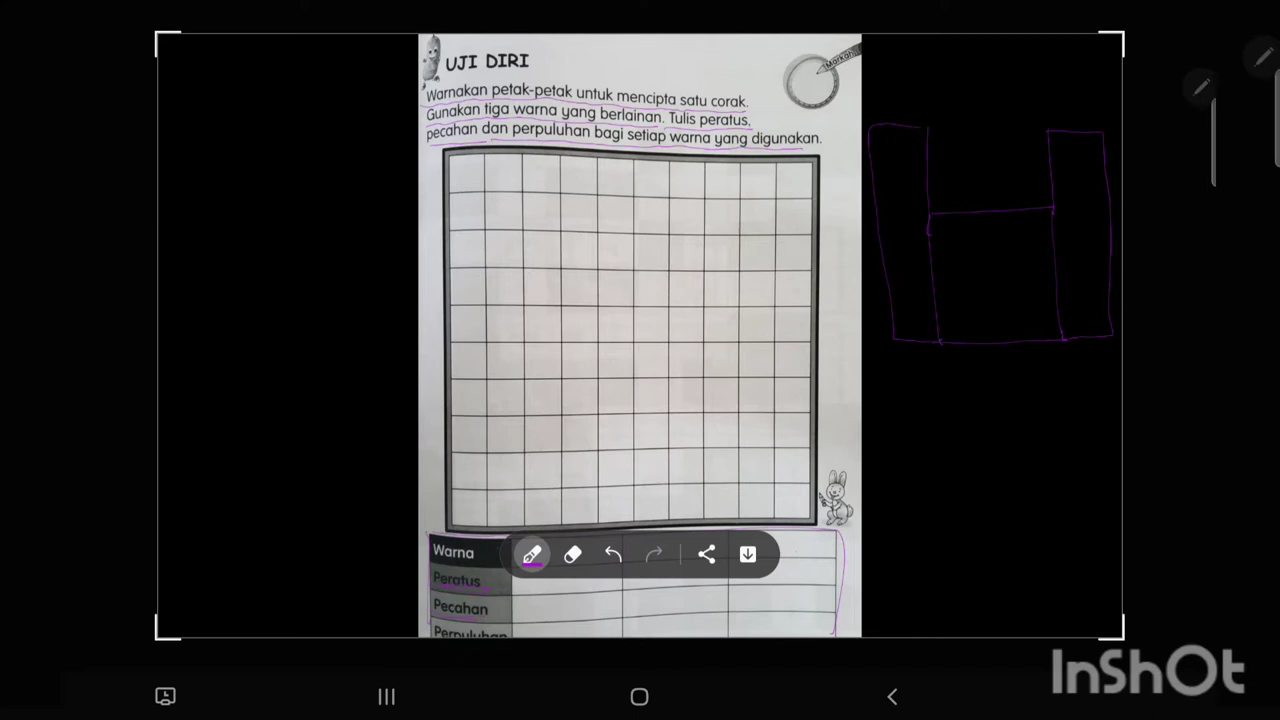 UJI DIRI
Markah
Warnakan petak-petak untuk mencipta satu corak.
Gunakan tiga warna yang berlainan. Tulis peratus,
pecahan dan perpuluhan bagi setiap warna yang digunakan.
Warna
Peratus
Pecahan
Perpuluhan
InShOt